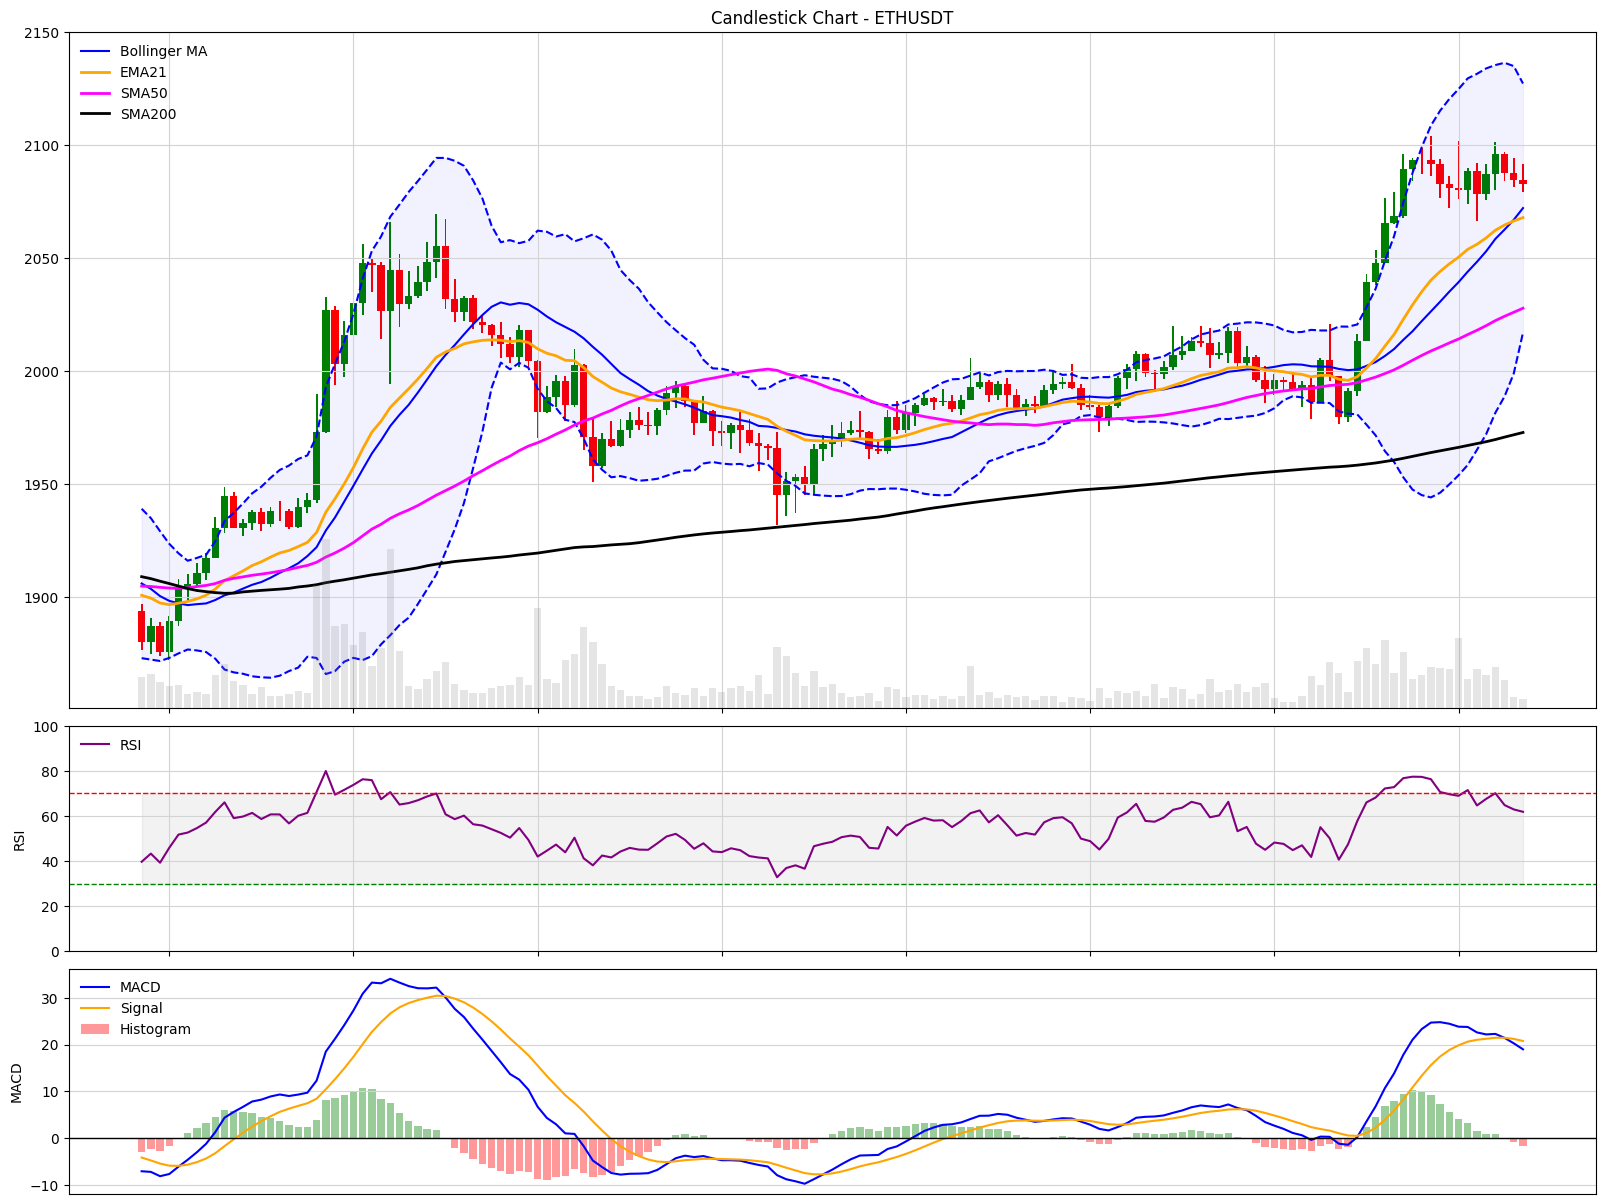 Candlestick Chart - ETHUSDT
Bollinger MA
EMA21
SMA50
SMA200
2150
2100
2050
2000
1950
1900
RSI
RSI
100
80
60
40
20
0
MACD
Signal
Histogram
MACD
30
20
10
0
−10